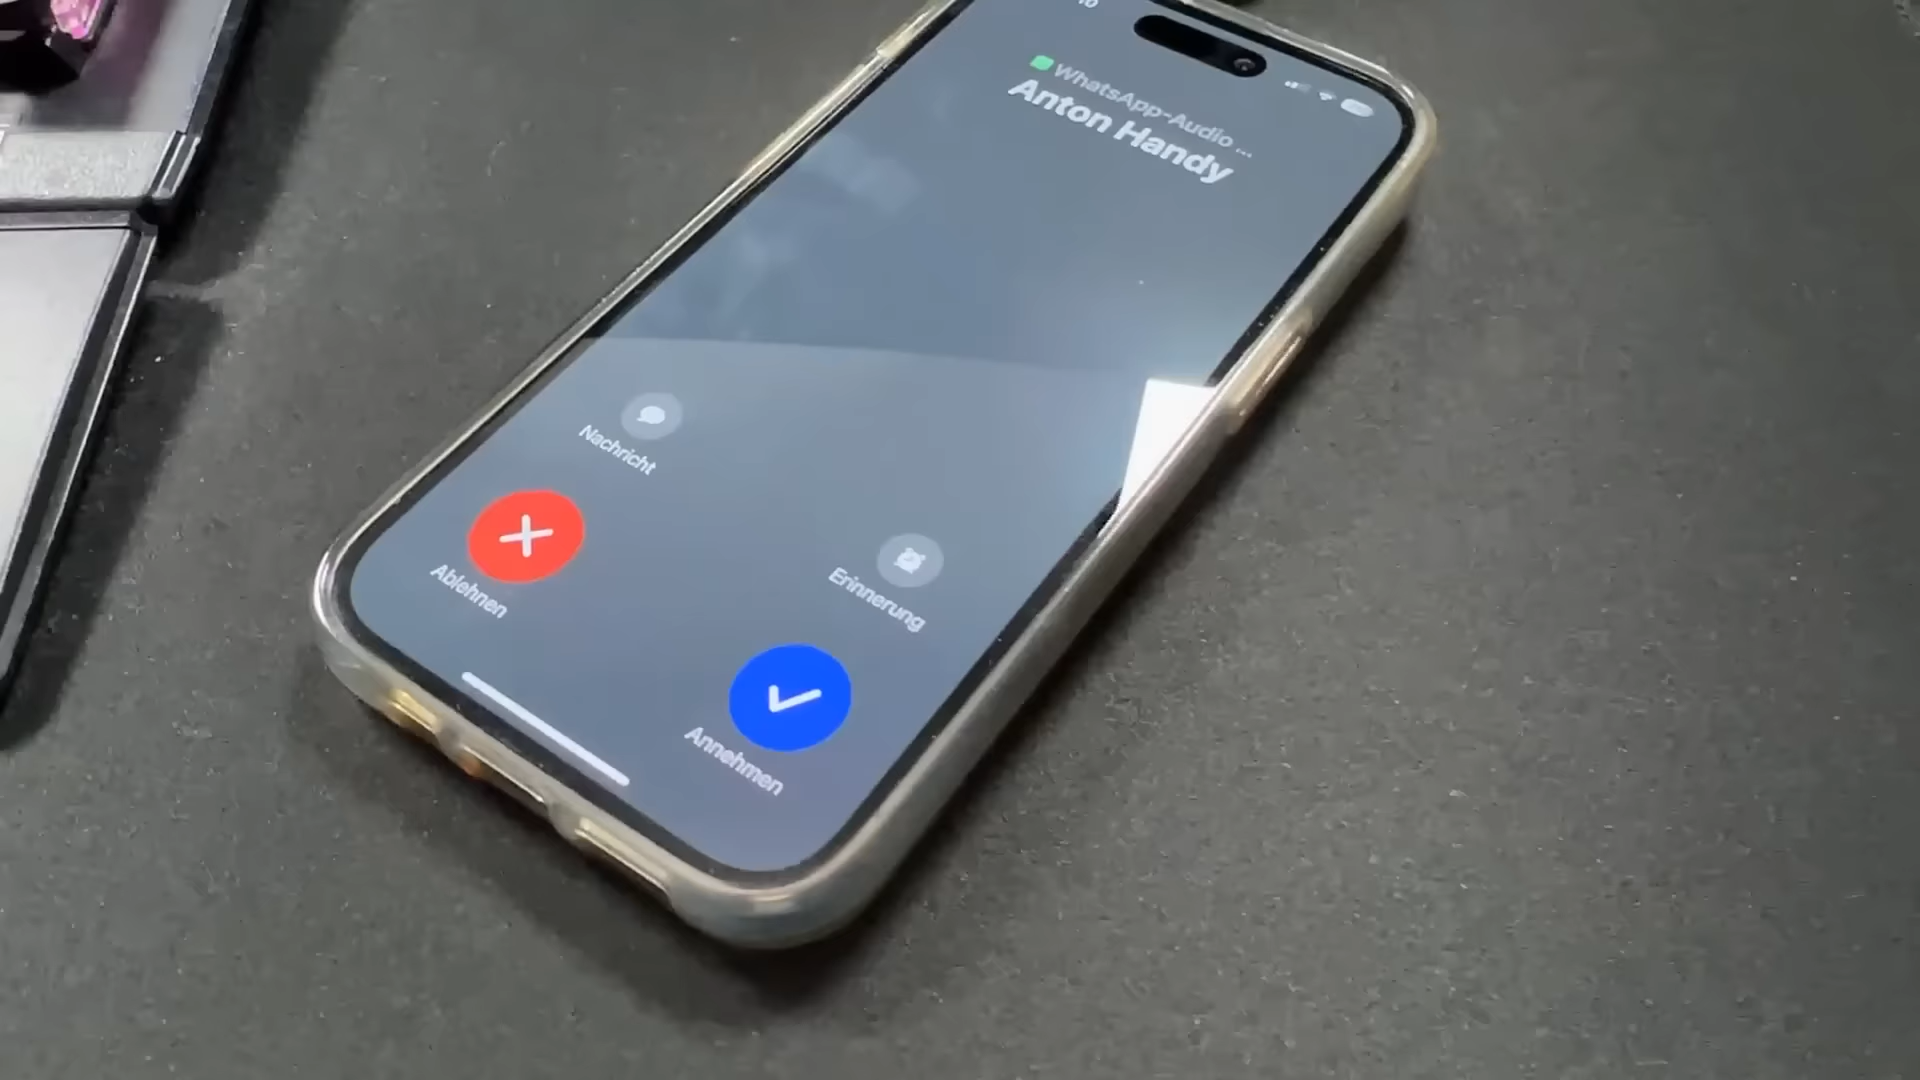 WhatsApp-Audio ...
Anton Handy
Nachricht
Erinnerung
Ablehnen
Annehmen